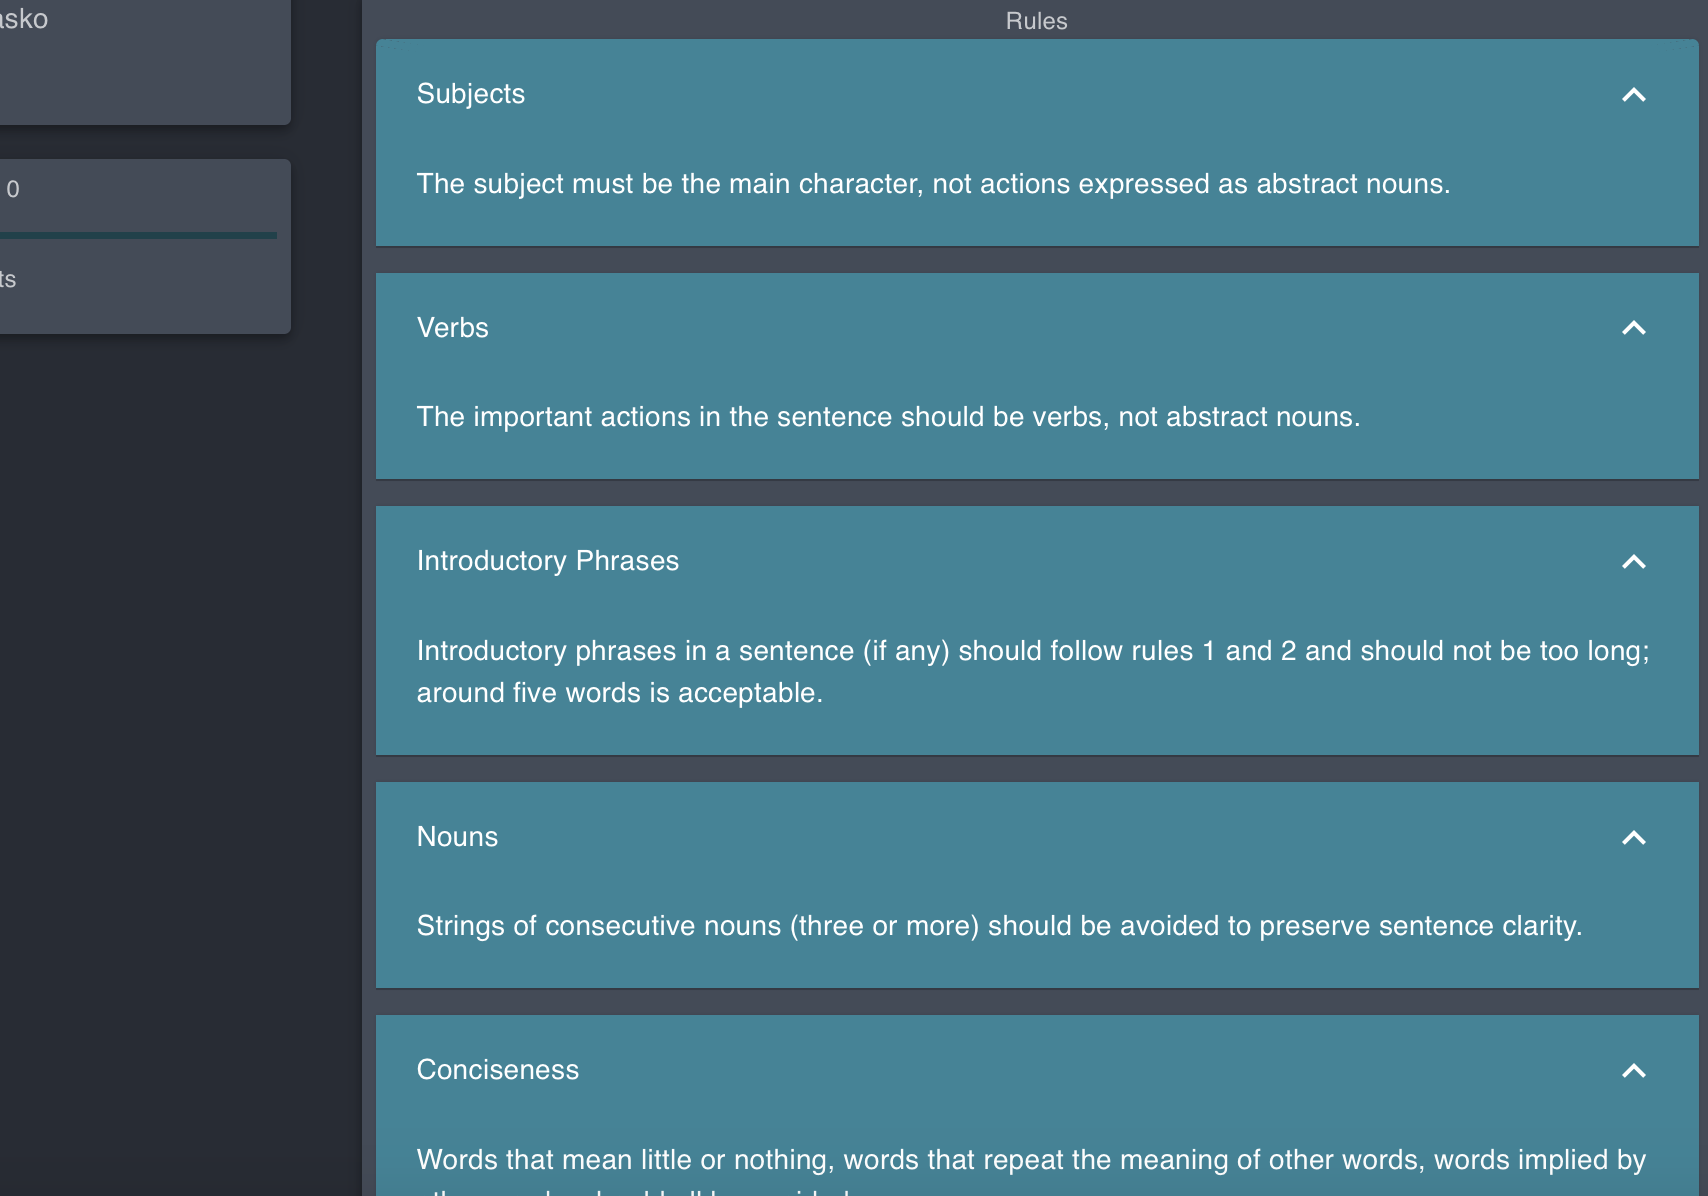 asko
0
ts
Rules
Subjects
The subject must be the main character, not actions expressed as abstract nouns.
Verbs
The important actions in the sentence should be verbs, not abstract nouns.
Introductory Phrases
Introductory phrases in a sentence (if any) should follow rules 1 and 2 and should not be too long;
around five words is acceptable.
Nouns
Strings of consecutive nouns (three or more) should be avoided to preserve sentence clarity.
Conciseness
Words that mean little or nothing, words that repeat the meaning of other words, words implied by